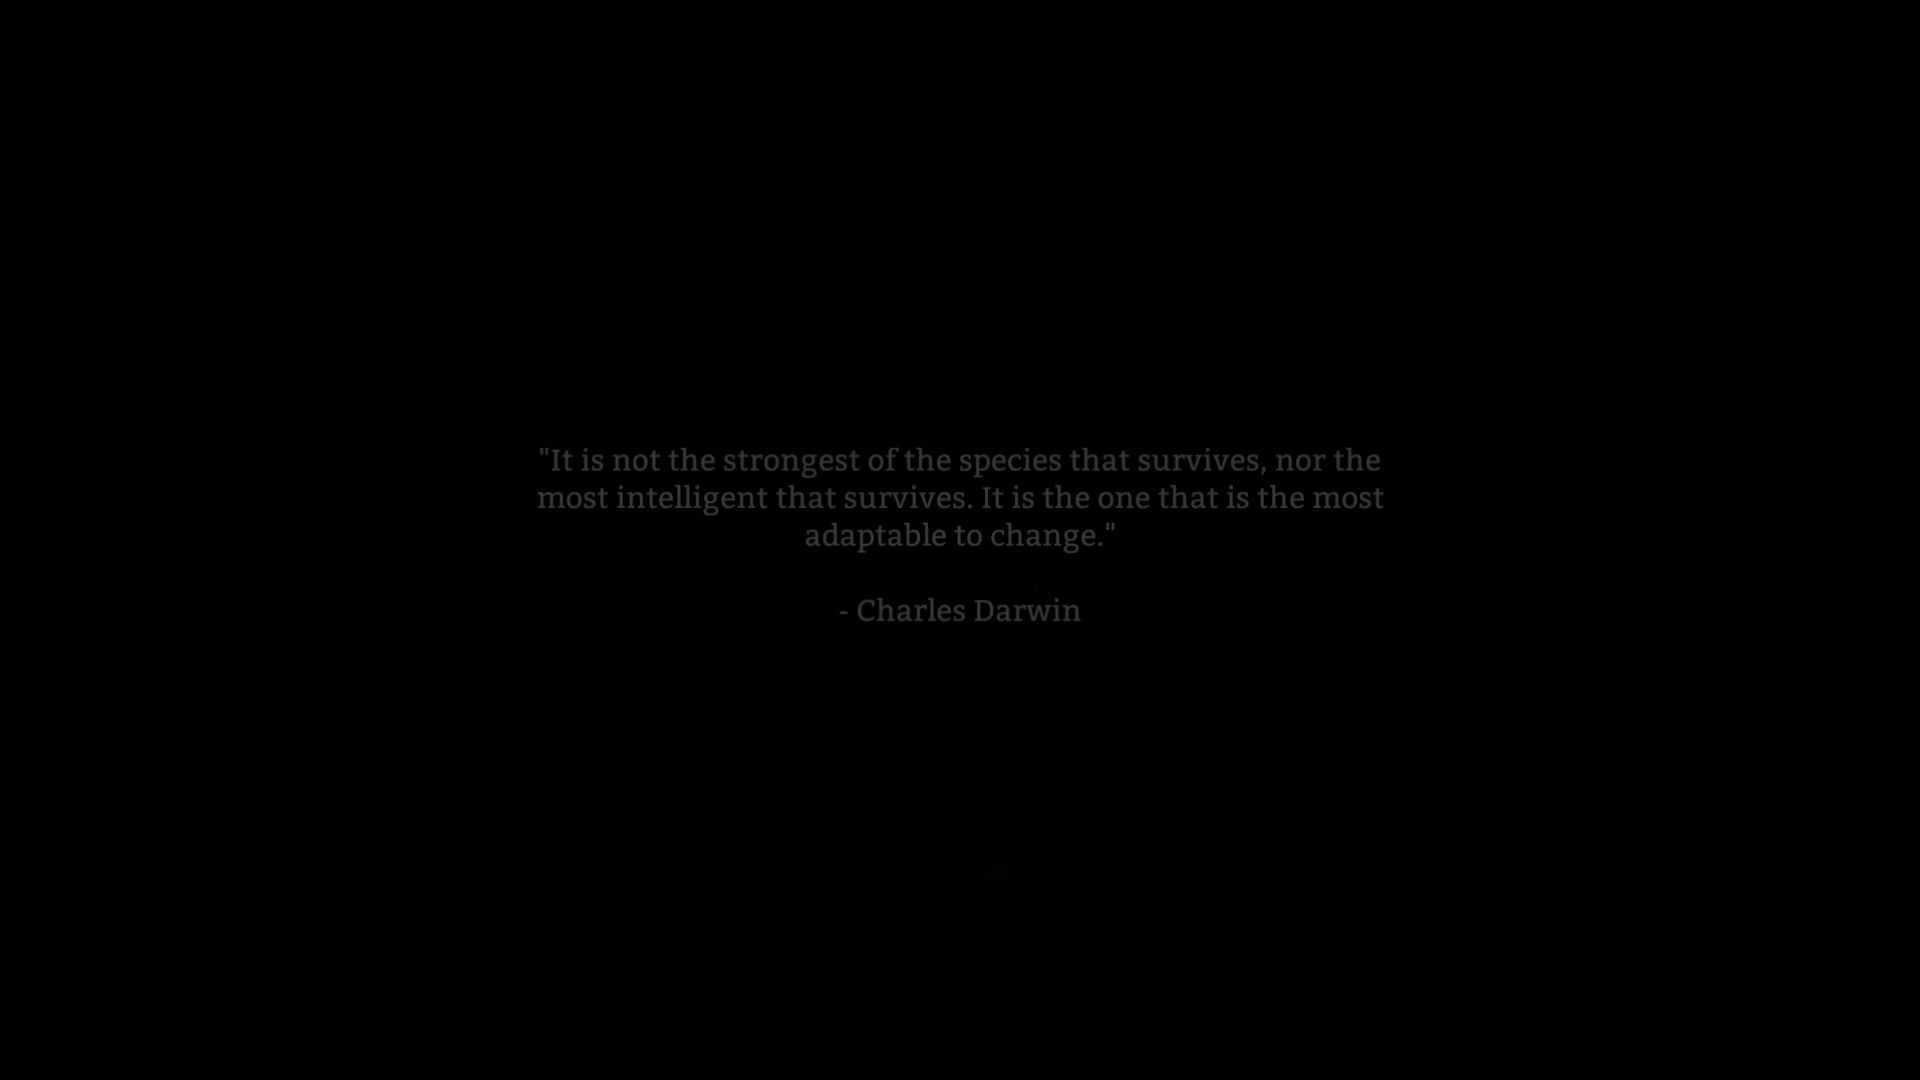 "It is not the strongest of the species that survives, nor the
most intelligent that survives. It is the one that is the most
adaptable to change."
- Charles Darwin